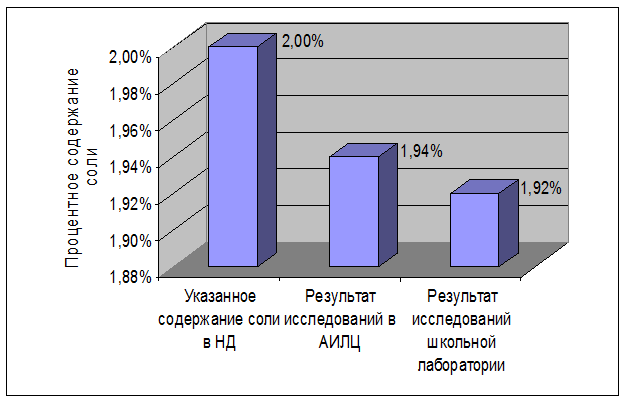 Процентное содержание
соли
2,00%
1,98%
1,96%
1,94%
1,92%
1,90%
1,88%
2,00%
1,94%
1,92%
Указанное
содержание соли
в НД
Результат
исследований в
АИЛЦ
Результат
исследований
школьной
лаборатории